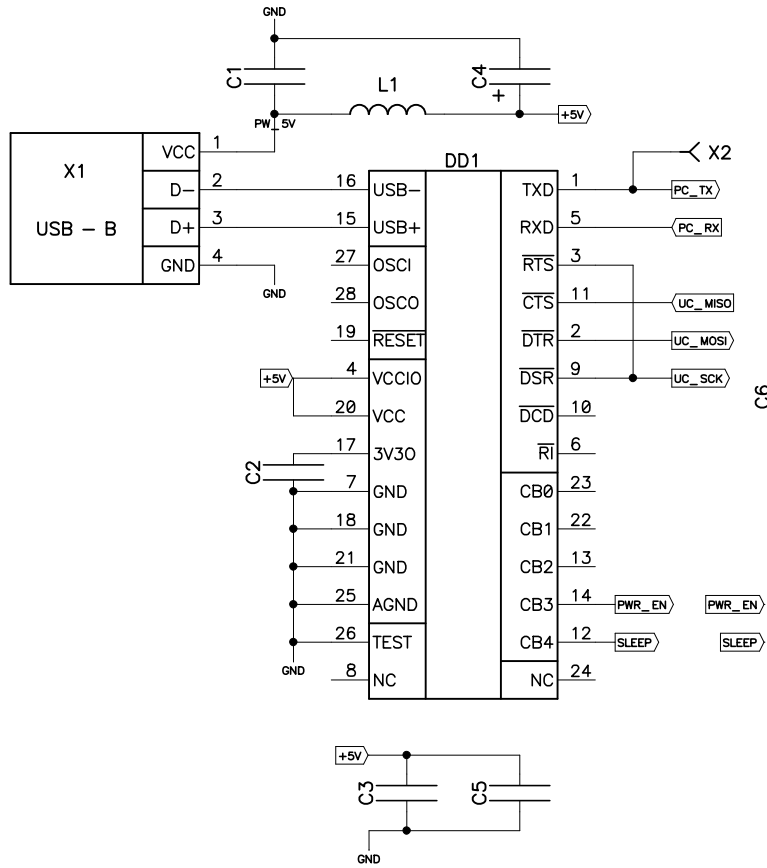 GND
C1
C4
+
L1
PW_5V
+5V
X1
USB – B
VCC 1
D– 2
D+ 3
GND 4
GND
DD1
16 USB–
15 USB+
27 OSCI
28 OSCO
19 RESET
+5V
4 VCCIO
20 VCC
C2
17 3V3O
7 GND
18 GND
21 GND
25 AGND
26 TEST
GND
8 NC
TXD 1
X2
PC_TX
RXD 5 PC_RX
RTS 3
CTS 11 UC_MISO
DTR 2 UC_MOSI
DSR 9 UC_SCK
C6
DCD 10
RI 6
CB0 23
CB1 22
CB2 13
CB3 14 PWR_EN PWR_EN
CB4 12 SLEEP SLEEP
NC 24
+5V
C3
C5
GND